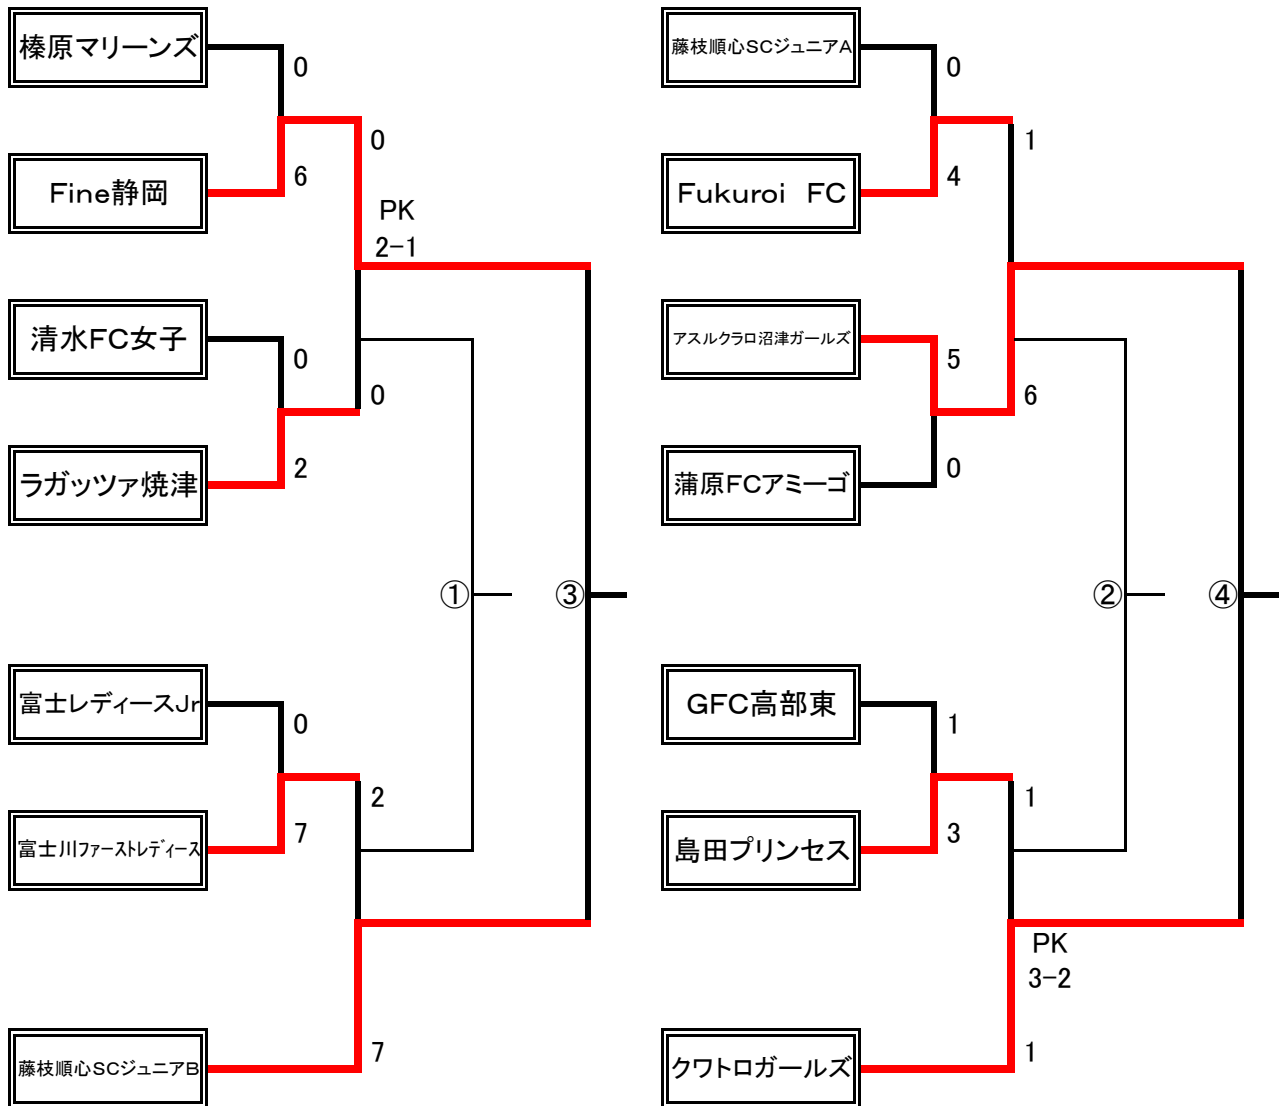 榛原マリーンズ
0
0
Fine静岡
6
PK
2-1
清水FC女子
0
0
ラガッツァ焼津
2
①
③
富士レディースJr
0
2
富士川ファーストレディース
7
藤枝順心SCジュニアB
7
藤枝順心SCジュニアA
0
1
Fukuroi　FC
4
アスルクラロ沼津ガールズ
5
6
蒲原FCアミーゴ
0
②
④
GFC高部東
1
1
島田プリンセス
3
PK
3-2
クワトロガールズ
1